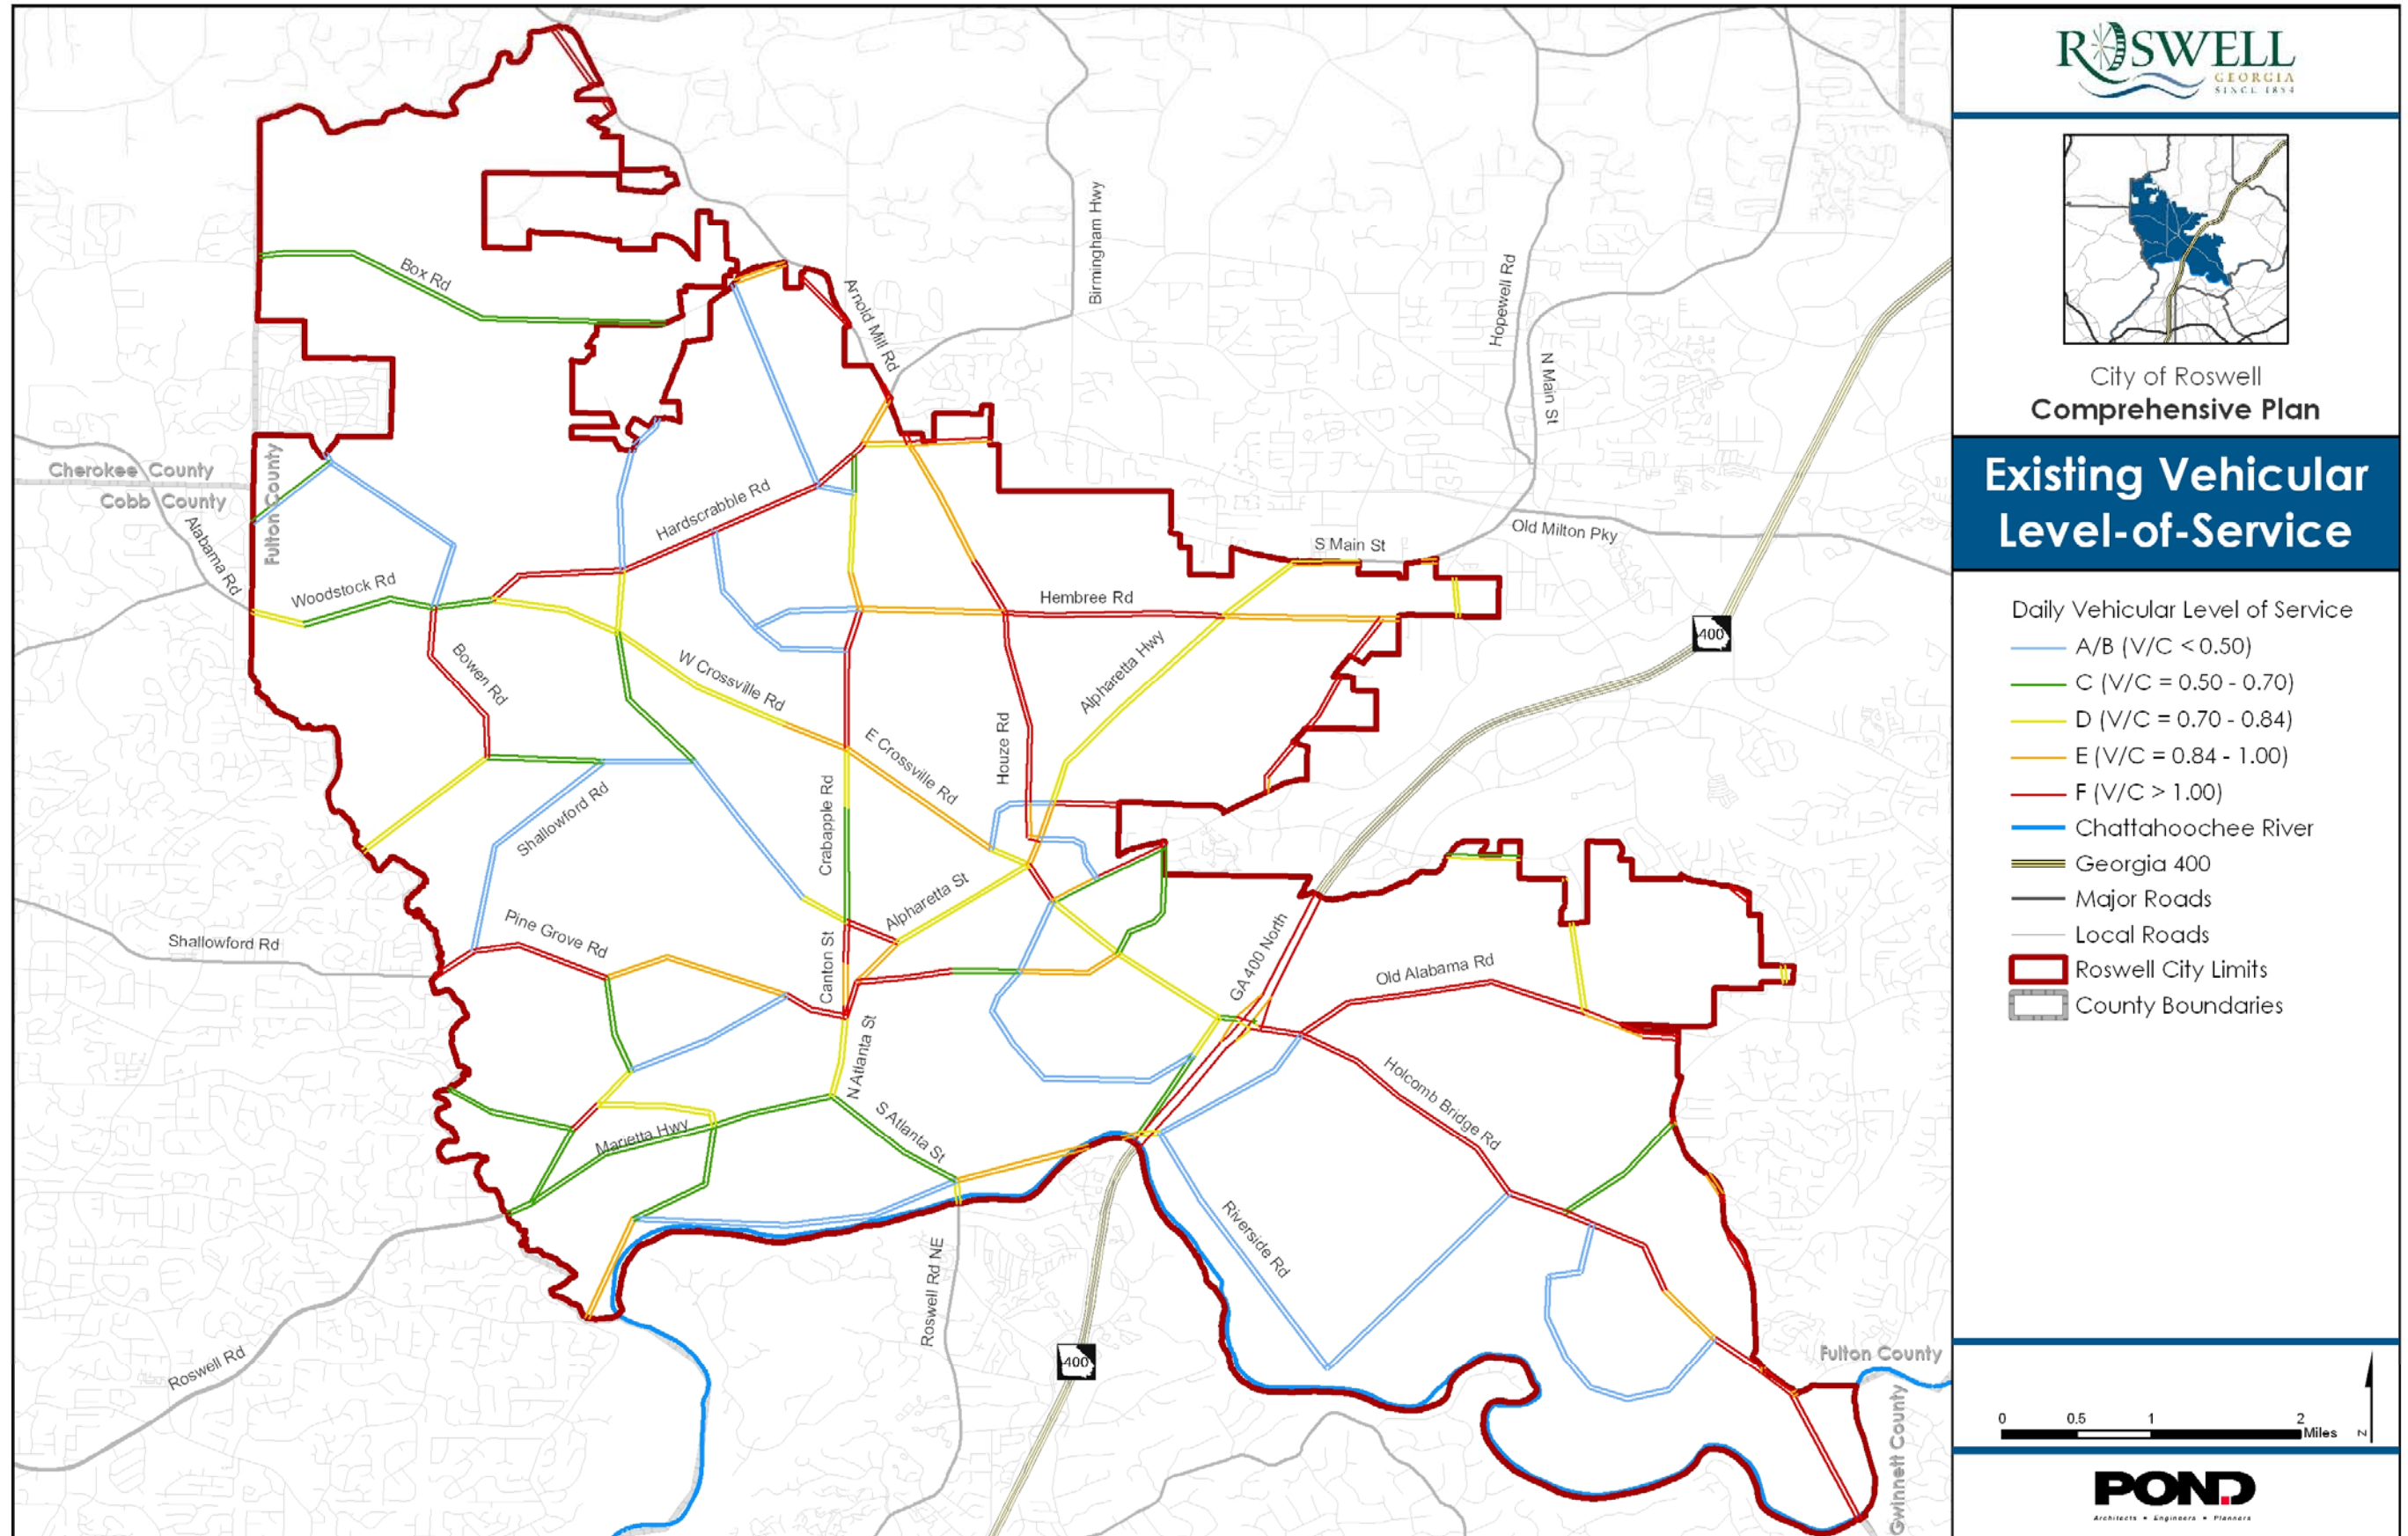 ROSWELL
GEORGIA
SINCE 1854
City of Roswell
Comprehensive Plan
Existing Vehicular
Level-of-Service
Daily Vehicular Level of Service
A/B (V/C < 0.50)
C (V/C = 0.50 - 0.70)
D (V/C = 0.70 - 0.84)
E (V/C = 0.84 - 1.00)
F (V/C > 1.00)
Chattahoochee River
Georgia 400
Major Roads
Local Roads
Roswell City Limits
County Boundaries
0 0.5 1 2
Miles
N
POND
Architects • Engineers • Planners
Box Rd
Arnold Mill Rd
Birmingham Hwy
Hopewell Rd
N Main St
Cherokee County
Cobb County
Fulton County
Alabama Rd
Hardscrabble Rd
Woodstock Rd
S Main St
Old Milton Pky
Hembree Rd
400
Bowen Rd
W Crossville Rd
Alpharetta Hwy
E Crossville Rd
Houze Rd
Shallowford Rd
Crabapple Rd
Alpharetta St
Pine Grove Rd
Shallowford Rd
Canton St
GA 400 North
Old Alabama Rd
N Atlanta St
Holcomb Bridge Rd
Marietta Hwy
S Atlanta St
Riverside Rd
Roswell Rd NE
Roswell Rd
400
Fulton County
Gwinnett County